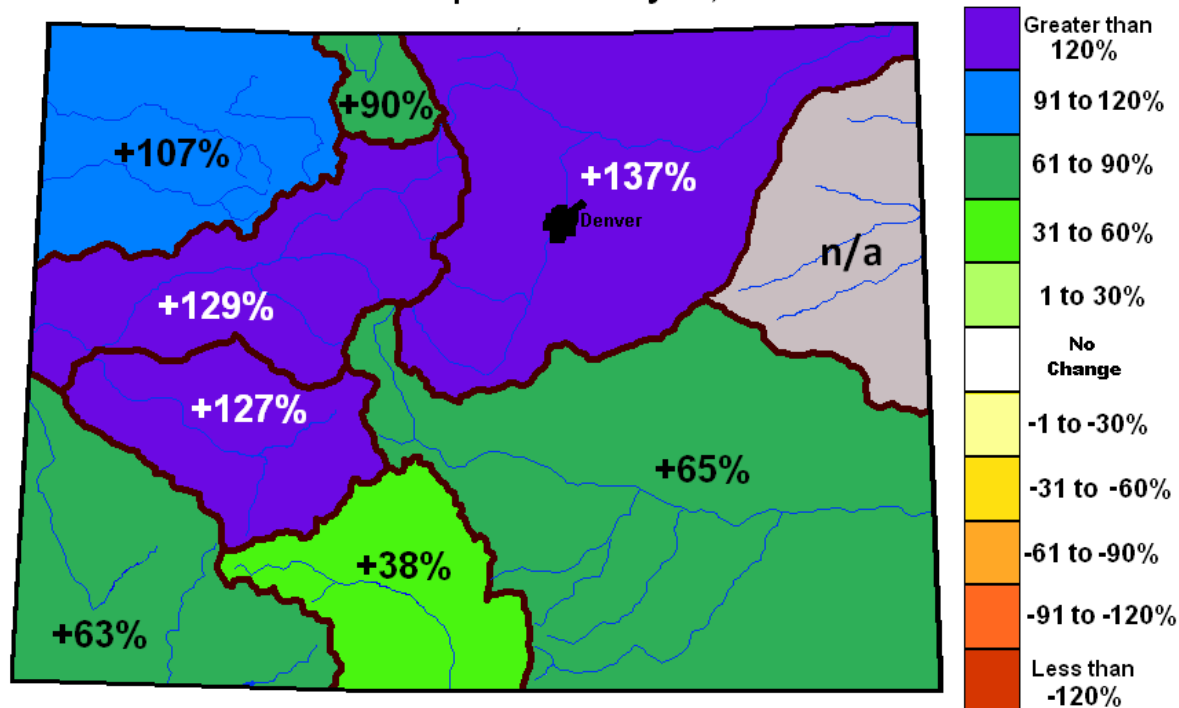 +90%
+107%
+137%
Denver
n/a
+129%
+127%
+65%
+38%
+63%
Greater than
120%
91 to 120%
61 to 90%
31 to 60%
1 to 30%
No
Change
-1 to -30%
-31 to -60%
-61 to -90%
-91 to -120%
Less than
-120%